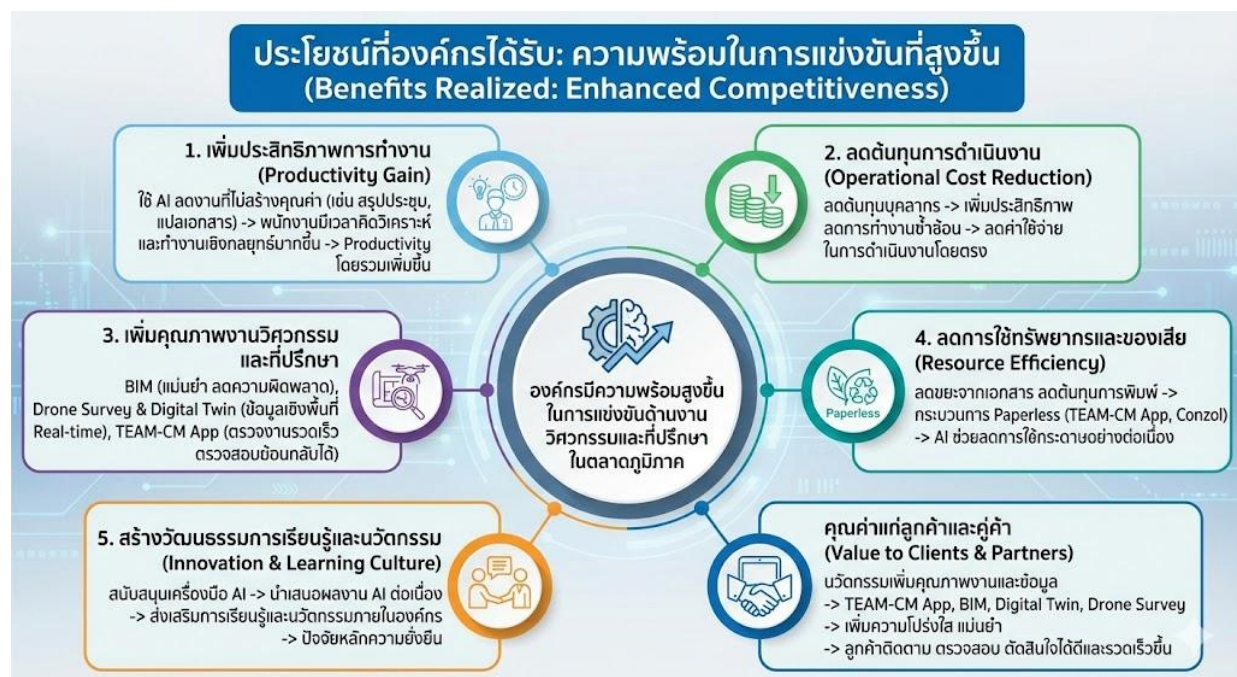 ประโยชน์ที่องค์กรได้รับ: ความพร้อมในการแข่งขันที่สูงขึ้น
(Benefits Realized: Enhanced Competitiveness)
1. เพิ่มประสิทธิภาพการทำงาน
(Productivity Gain)
ใช้ AI ลดงานที่ไม่สร้างคุณค่า (เช่น สรุปประชุม,
แปลเอกสาร) -> พนักงานมีเวลาคิดวิเคราะห์
และทำงานเชิงกลยุทธ์มากขึ้น -> Productivity
โดยรวมเพิ่มขึ้น
2. ลดต้นทุนการดำเนินงาน
(Operational Cost Reduction)
ลดต้นทุนบุคลากร -> เพิ่มประสิทธิภาพ
ลดการทำงานซ้ำซ้อน -> ลดค่าใช้จ่าย
ในการดำเนินงานโดยตรง
3. เพิ่มคุณภาพงานวิศวกรรม
และที่ปรึกษา
BIM (แม่นยำ ลดความผิดพลาด),
Drone Survey & Digital Twin (ข้อมูลเชิงพื้นที่
Real-time), TEAM-CM App (ตรวจงานรวดเร็ว
ตรวจสอบย้อนกลับได้)
องค์กรมีความพร้อมสูงขึ้น
ในการแข่งขันด้านงาน
วิศวกรรมและที่ปรึกษา
ในตลาดภูมิภาค
Paperless
4. ลดการใช้ทรัพยากรและของเสีย
(Resource Efficiency)
ลดขยะจากเอกสาร ลดต้นทุนการพิมพ์ ->
กระบวนการ Paperless (TEAM-CM App, Conzol)
-> AI ช่วยลดการใช้กระดาษอย่างต่อเนื่อง
5. สร้างวัฒนธรรมการเรียนรู้และนวัตกรรม
(Innovation & Learning Culture)
สนับสนุนเครื่องมือ AI -> นำเสนอผลงาน AI ต่อเนื่อง
-> ส่งเสริมการเรียนรู้และนวัตกรรมภายในองค์กร
-> ปัจจัยหลักความยั่งยืน
คุณค่าแก่ลูกค้าและคู่ค้า
(Value to Clients & Partners)
นวัตกรรมเพิ่มคุณภาพงานและข้อมูล
-> TEAM-CM App, BIM, Digital Twin, Drone Survey
-> เพิ่มความโปร่งใส แม่นยำ
-> ลูกค้าติดตาม ตรวจสอบ ตัดสินใจได้ดีและรวดเร็วขึ้น